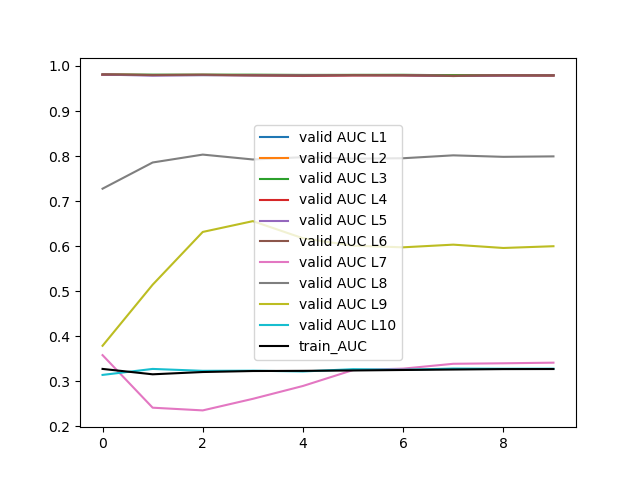 1.0
0.9
0.8
0.7
0.6
0.5
0.4
0.3
0.2
valid AUC L1
valid AUC L2
valid AUC L3
valid AUC L4
valid AUC L5
valid AUC L6
valid AUC L7
valid AUC L8
valid AUC L9
valid AUC L10
train_AUC
0 2 4 6 8